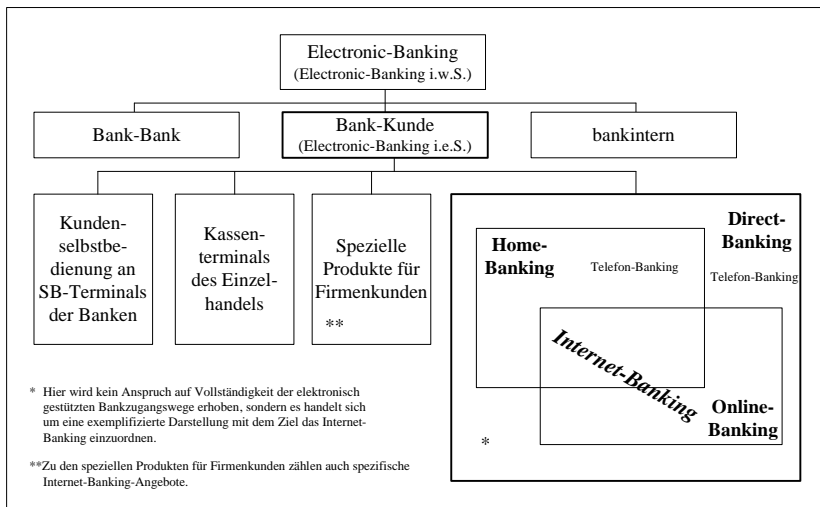 Electronic-Banking
(Electronic-Banking i.w.S.)
Bank-Bank
Bank-Kunde
(Electronic-Banking i.e.S.)
bankintern
Kunden-
selbstbe-
dienung an
SB-Terminals
der Banken
Kassen-
terminals
des Einzel-
handels
Spezielle
Produkte für
Firmenkunden
**
Direct-
Banking
Telefon-Banking
Home-
Banking
Telefon-Banking
Internet-Banking
Online-
Banking
*
* Hier wird kein Anspruch auf Vollständigkeit der elektronisch
gestützten Bankzugangswege erhoben, sondern es handelt sich
um eine exemplifizierte Darstellung mit dem Ziel das Internet-
Banking einzuordnen.
**Zu den speziellen Produkten für Firmenkunden zählen auch spezifische
Internet-Banking-Angebote.